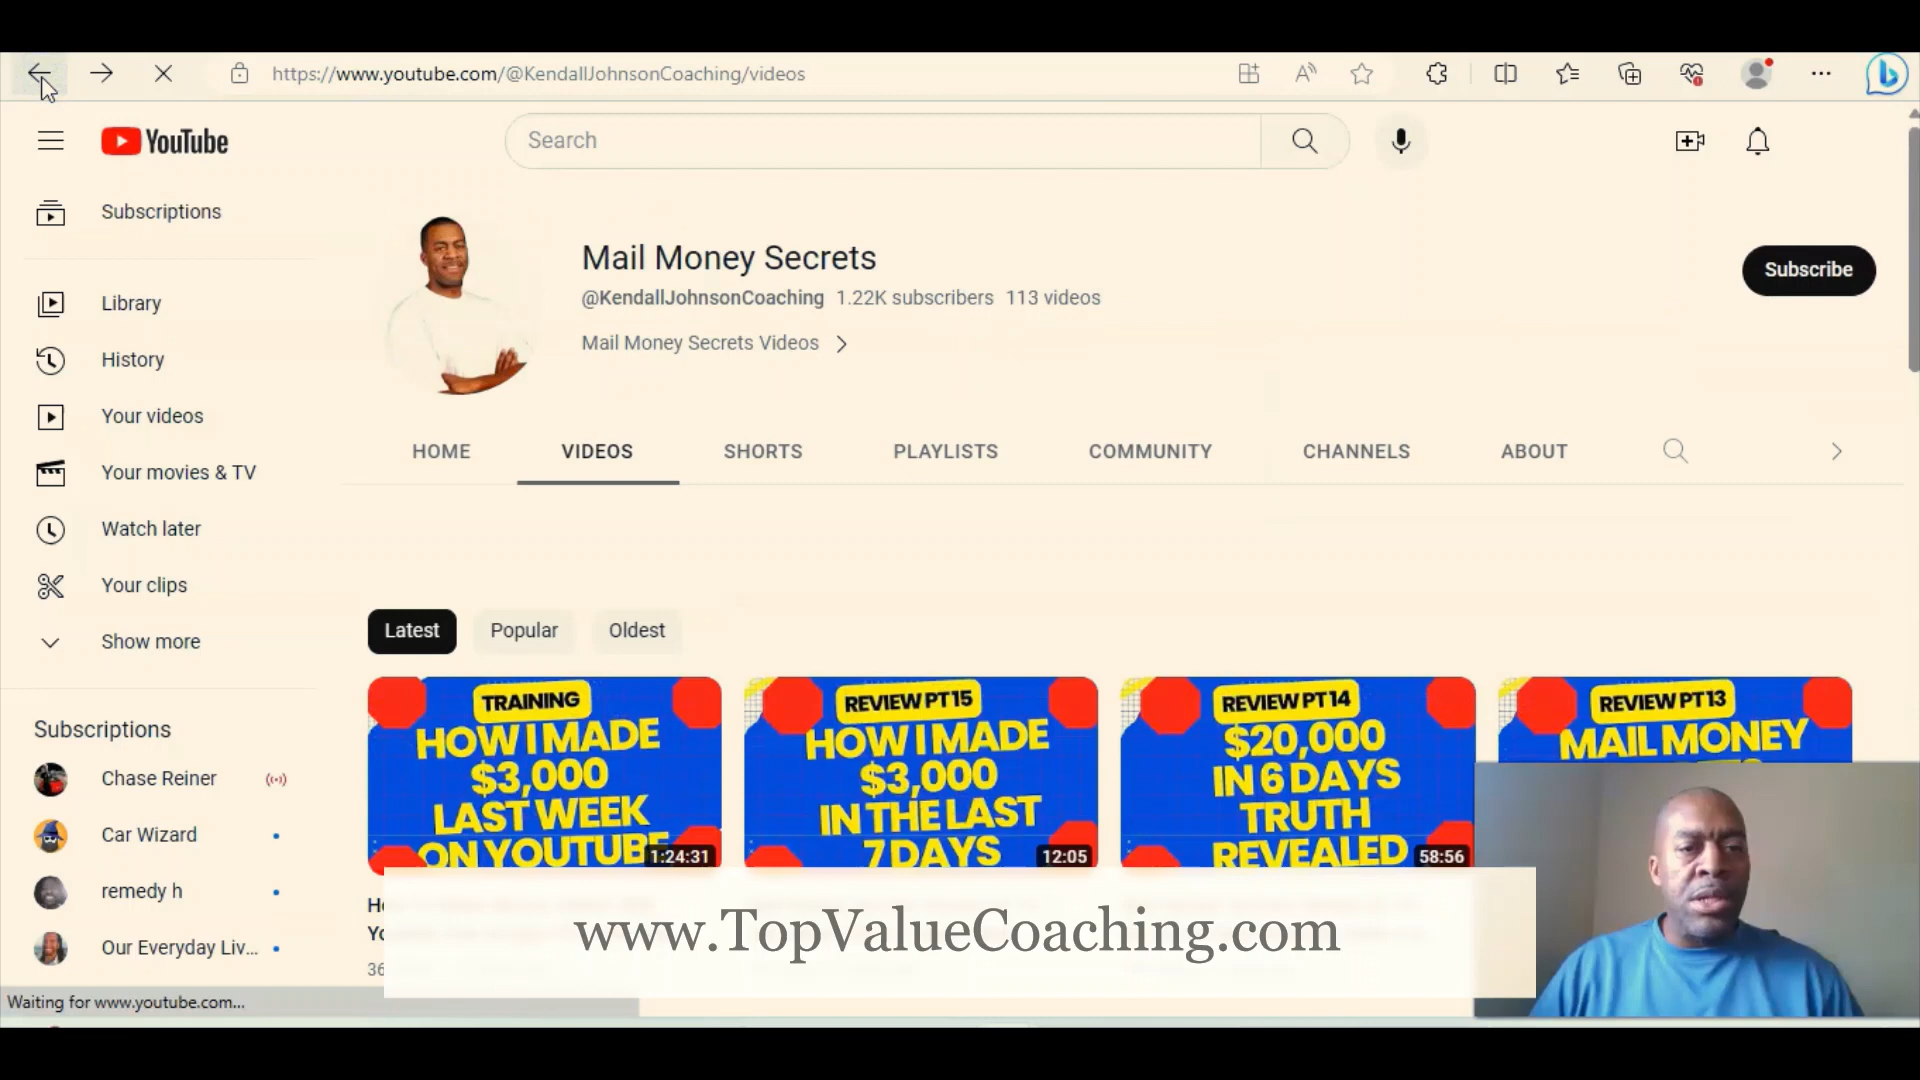 https://www.youtube.com/@KendallJohnsonCoaching/videos
YouTube
Search
Subscriptions
Library
History
Your videos
Your movies & TV
Watch later
Your clips
Show more
Subscriptions
Chase Reiner
Car Wizard
remedy h
Our Everyday Liv...
Mail Money Secrets
@KendallJohnsonCoaching 1.22K subscribers 113 videos
Mail Money Secrets Videos
Subscribe
HOME VIDEOS SHORTS PLAYLISTS COMMUNITY CHANNELS ABOUT
Latest Popular Oldest
TRAINING
HOW I MADE
$3,000
LAST WEEK
ON YOUTUBE
1:24:31
REVIEW PT15
HOW I MADE
$3,000
IN THE LAST
7 DAYS
12:05
REVIEW PT14
$20,000
IN 6 DAYS
TRUTH
REVEALED
58:56
REVIEW PT13
MAIL MONEY
www.TopValueCoaching.com
Waiting for www.youtube.com...